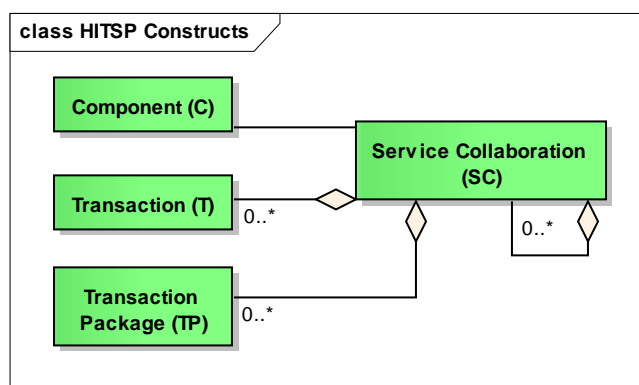 class HITSP Constructs
Component (C)
Service Collaboration
(SC)
Transaction (T)
0..*
0..*
Transaction
Package (TP)
0..*